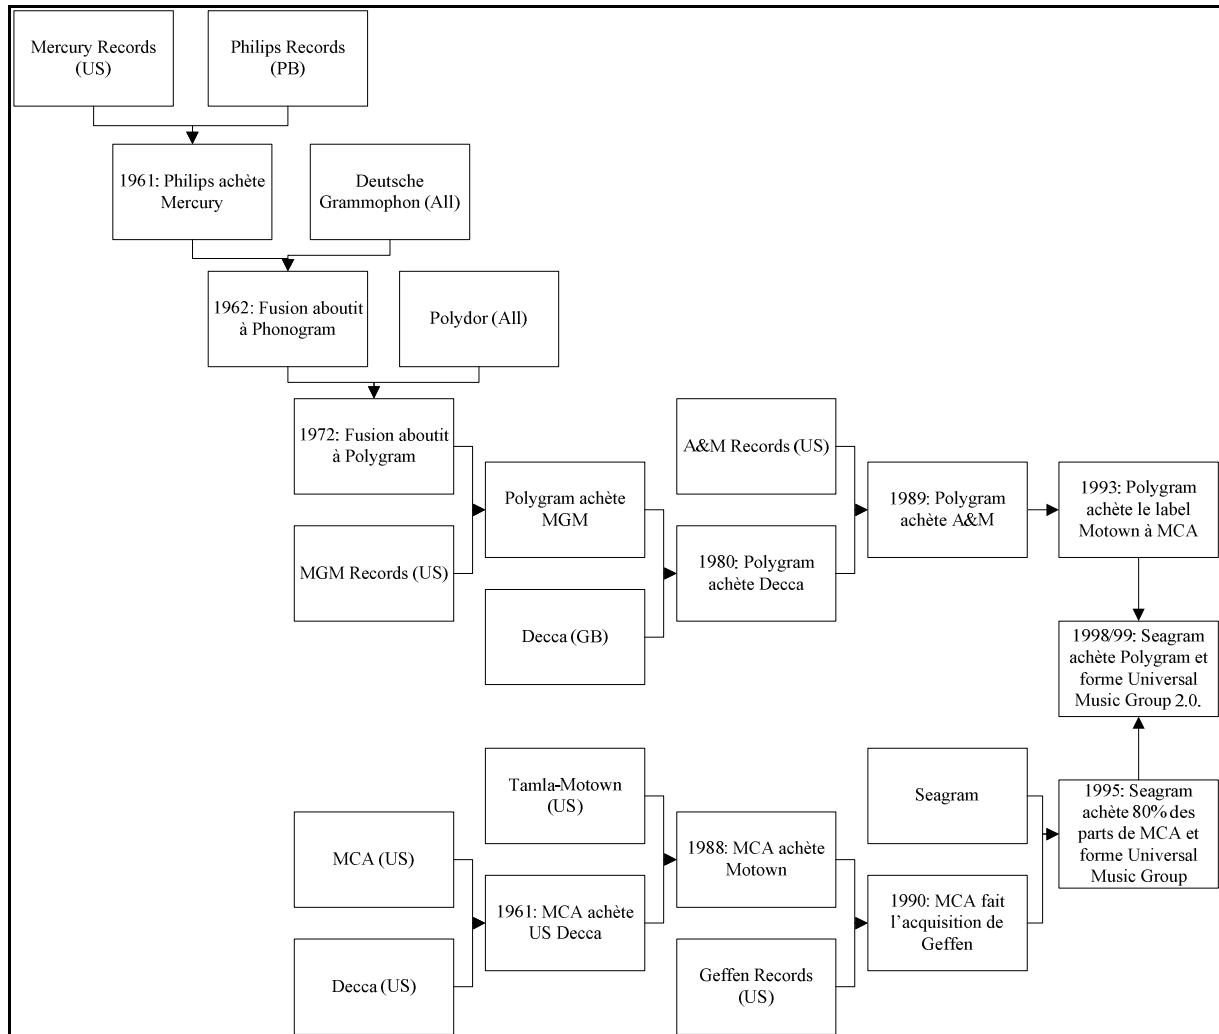 Mercury Records
(US)
Philips Records
(PB)
1961: Philips achète
Mercury
Deutsche
Grammophon (All)
1962: Fusion aboutit
à Phonogram
Polydor (All)
1972: Fusion aboutit
à Polygram
A&M Records (US)
Polygram achète
MGM
1989: Polygram
achète A&M
1993: Polygram
achète le label
Motown à MCA
MGM Records (US)
1980: Polygram
achète Decca
Decca (GB)
1998/99: Seagram
achète Polygram et
forme Universal
Music Group 2.0.
Tamla-Motown
(US)
Seagram
1995: Seagram
achète 80% des
parts de MCA et
forme Universal
Music Group
MCA (US)
1988: MCA achète
Motown
1961: MCA achète
US Decca
1990: MCA fait
l’acquisition de
Geffen
Decca (US)
Geffen Records
(US)